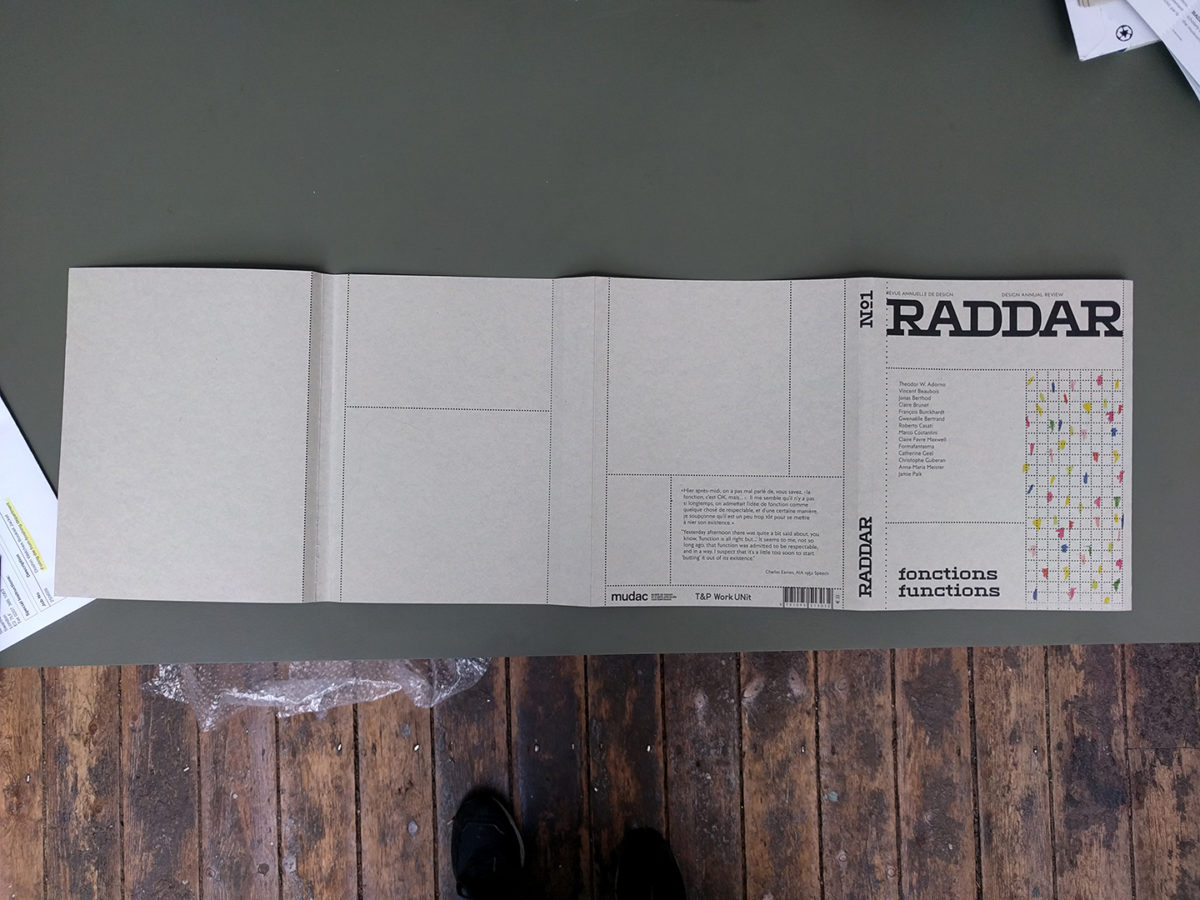 REVUE ANNUELLE DE DESIGN
DESIGN ANNUAL REVIEW
RADDAR
Theodor W. Adorno
Vincent Beaubois
Jonas Berthod
Claire Brunet
François Burckhardt
Gwenaëlle Bertrand
Roberto Casati
Marco Costantini
Claire Favre Maxwell
Formafantasma
Catherine Geel
Christophe Guberan
Anna-Maria Meister
Jamie Paik
fonctions
functions
Nº1
RADDAR
«Hier après-midi, on a pas mal parlé de, vous savez, ‹la
fonction, c'est OK, mais… ›. Il me semble qu'il n'y a pas
si longtemps, on admettait l'idée de fonction comme
quelque chose de respectable, et d'une certaine manière,
je soupçonne qu'il est un peu trop tôt pour se mettre
à nier son existence.»
"Yesterday afternoon there was quite a bit said about, you
know, 'function is all right but…' It seems to me, not so
long ago, that function was admitted to be respectable,
and in a way, I suspect that it's a little too soon to start
'butting' it out of its existence."
Charles Eames, AIA 1952 Speech
mudac
T&P Work UNit